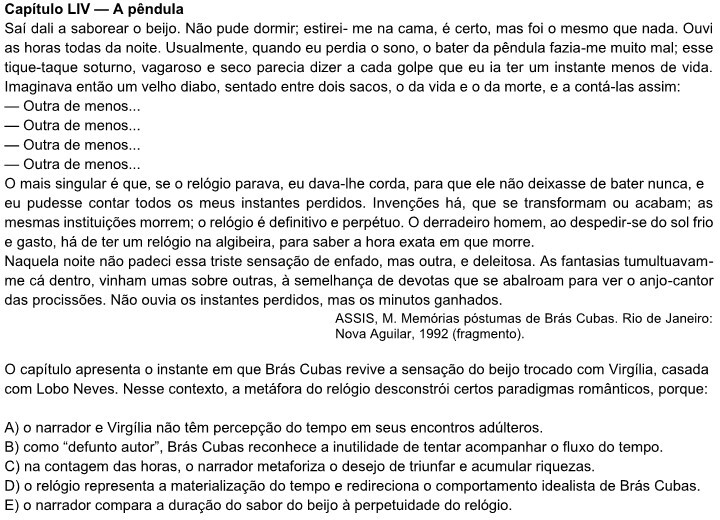 Capítulo LIV — A pêndula
Saí dali a saborear o beijo. Não pude dormir; estirei- me na cama, é certo, mas foi o mesmo que nada. Ouvi
as horas todas da noite. Usualmente, quando eu perdia o sono, o bater da pêndula fazia-me muito mal; esse
tique-taque soturno, vagaroso e seco parecia dizer a cada golpe que eu ia ter um instante menos de vida.
Imaginava então um velho diabo, sentado entre dois sacos, o da vida e o da morte, e a contá-las assim:
— Outra de menos...
— Outra de menos...
— Outra de menos...
— Outra de menos...
O mais singular é que, se o relógio parava, eu dava-lhe corda, para que ele não deixasse de bater nunca, e
eu pudesse contar todos os meus instantes perdidos. Invenções há, que se transformam ou acabam; as
mesmas instituições morrem; o relógio é definitivo e perpétuo. O derradeiro homem, ao despedir-se do sol frio
e gasto, há de ter um relógio na algibeira, para saber a hora exata em que morre.
Naquela noite não padeci essa triste sensação de enfado, mas outra, e deleitosa. As fantasias tumultuavam-
me cá dentro, vinham umas sobre outras, à semelhança de devotas que se abalroam para ver o anjo-cantor
das procissões. Não ouvia os instantes perdidos, mas os minutos ganhados.
ASSIS, M. Memórias póstumas de Brás Cubas. Rio de Janeiro:
Nova Aguilar, 1992 (fragmento).
O capítulo apresenta o instante em que Brás Cubas revive a sensação do beijo trocado com Virgília, casada
com Lobo Neves. Nesse contexto, a metáfora do relógio desconstrói certos paradigmas românticos, porque:
A) o narrador e Virgília não têm percepção do tempo em seus encontros adúlteros.
B) como “defunto autor”, Brás Cubas reconhece a inutilidade de tentar acompanhar o fluxo do tempo.
C) na contagem das horas, o narrador metaforiza o desejo de triunfar e acumular riquezas.
D) o relógio representa a materialização do tempo e redireciona o comportamento idealista de Brás Cubas.
E) o narrador compara a duração do sabor do beijo à perpetuidade do relógio.